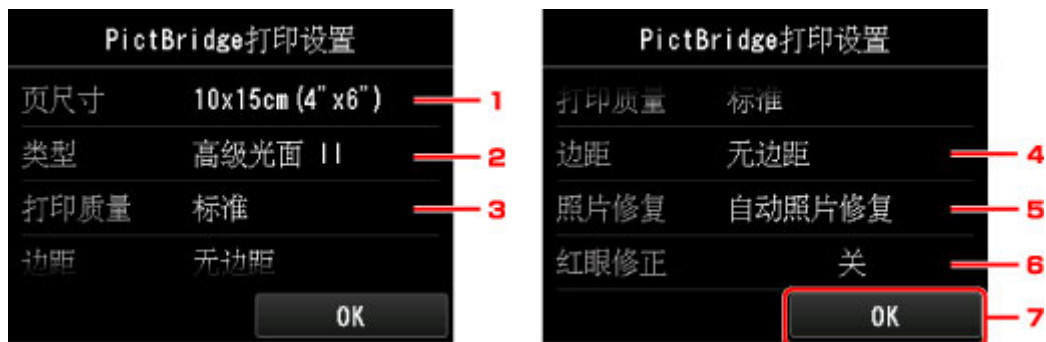 PictBridge打印设置
页尺寸 10x15cm(4"x6") 1
类型 高级光面 II 2
打印质量 标准 3
边距 无边距
OK
PictBridge打印设置
打印质量 标准
边距 无边距 4
照片修复 自动照片修复 5
红眼修正 关 6
OK 7